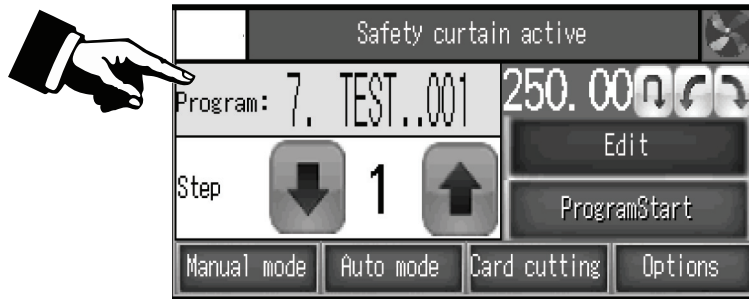 Safety curtain active
Program: 7. TEST..001
250.00
Edit
Step 1
ProgramStart
Manual mode Auto mode Card cutting Options